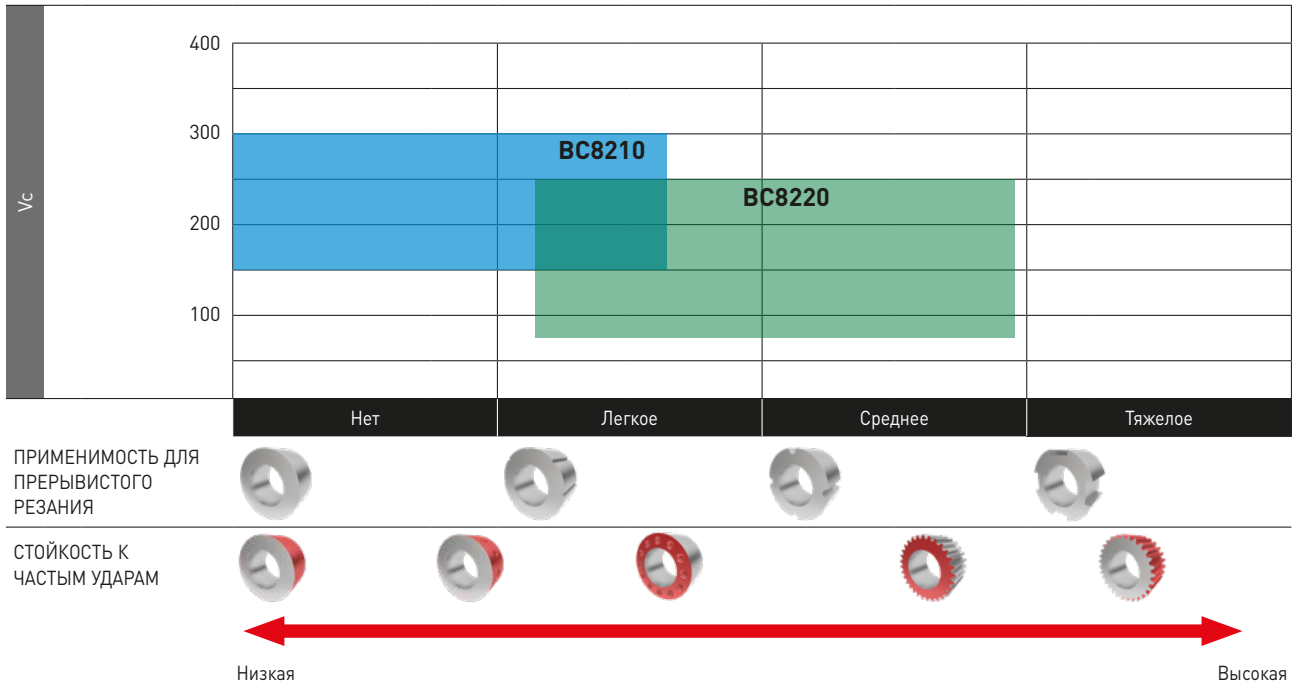 Vc
400
300
200
100
BC8210
BC8220
Нет
Легкое
Среднее
Тяжелое
ПРИМЕНИМОСТЬ ДЛЯ
ПРЕРЫВИСТОГО
РЕЗАНИЯ
СТОЙКОСТЬ К
ЧАСТЫМ УДАРАМ
Низкая
Высокая